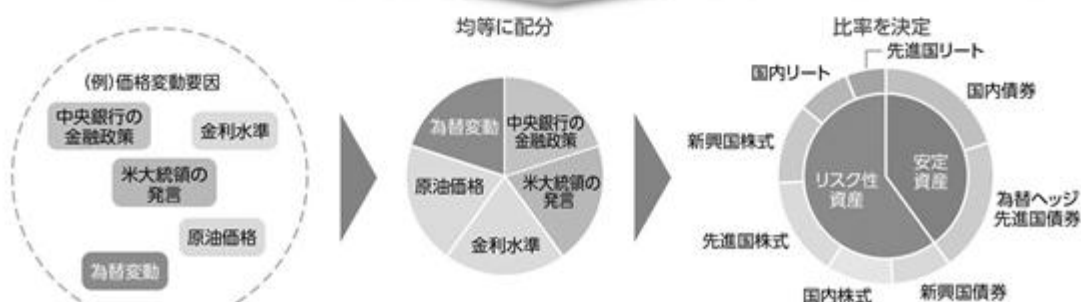 均等に配分
比率を決定
(例)価格変動要因
中央銀行の
金融政策
金利水準
米大統領の
発言
原油価格
為替変動
為替変動
中央銀行の
金融政策
原油価格
米大統領の
発言
金利水準
先進国リート
国内リート
国内債券
新興国株式
安定
資産
リスク性
資産
為替ヘッジ
先進国債券
先進国株式
国内株式
新興国債券